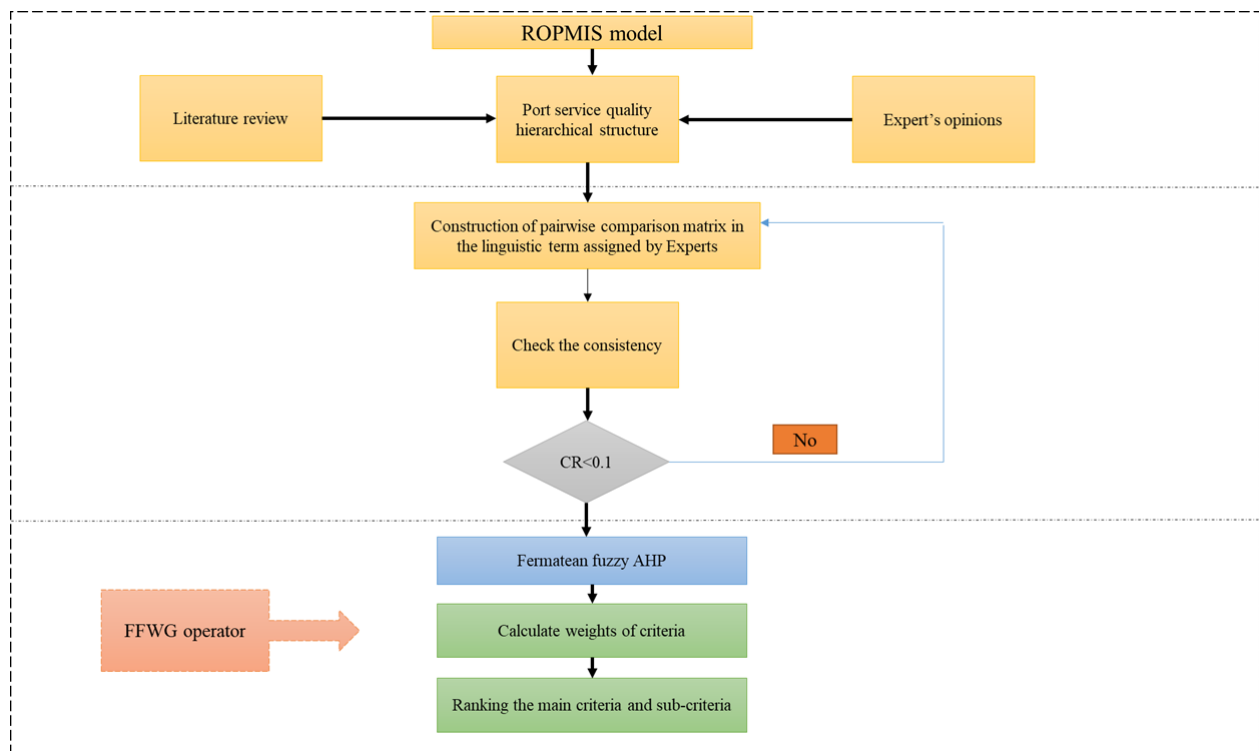 ROPMIS model
Literature review
Port service quality
hierarchical structure
Expert's opinions
Construction of pairwise comparison matrix in
the linguistic term assigned by Experts
Check the consistency
CR<0.1
No
Fermatean fuzzy AHP
FFWG operator
Calculate weights of criteria
Ranking the main criteria and sub-criteria